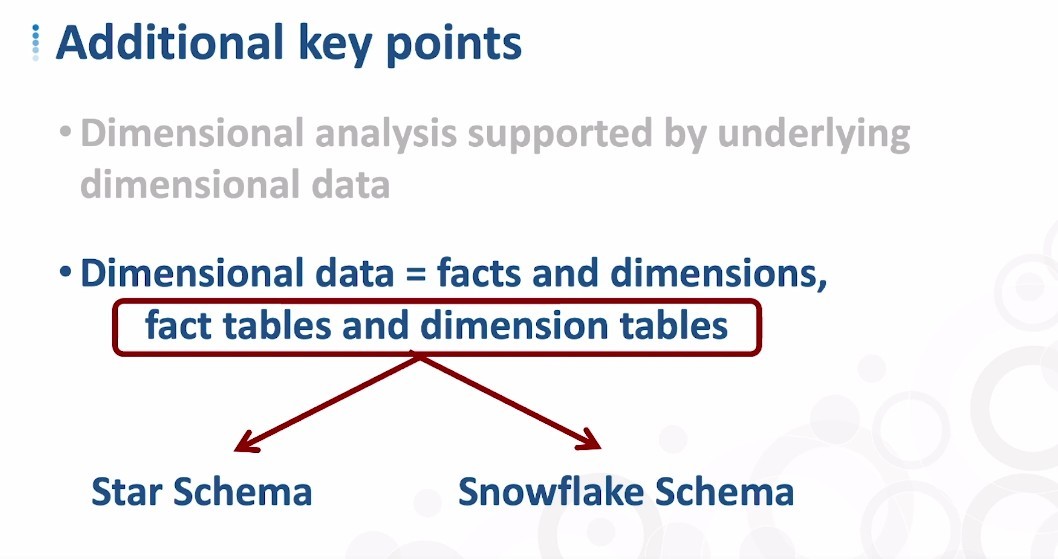 Additional key points
• Dimensional analysis supported by underlying
dimensional data
• Dimensional data = facts and dimensions,
fact tables and dimension tables
Star Schema
Snowflake Schema